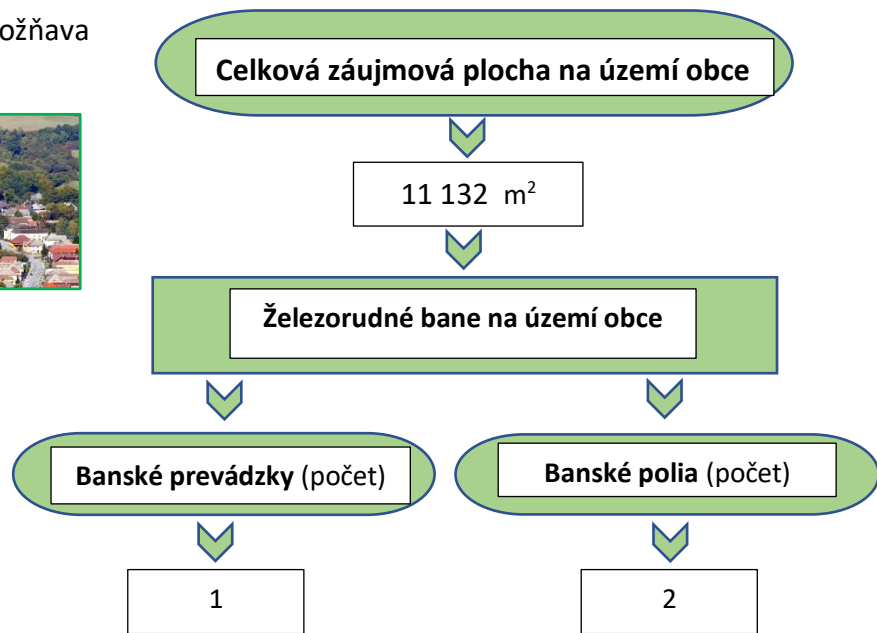 ožňava
Celková záujmová plocha na území obce
11 132 m²
Železorudné bane na území obce
Banské prevádzky (počet)
Banské polia (počet)
1
2